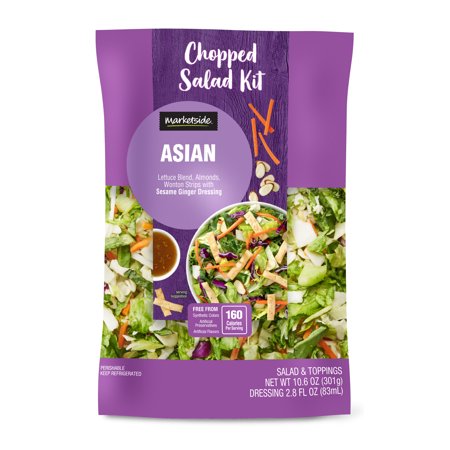 Chopped
Salad Kit
marketside.
ASIAN
Lettuce Blend, Almonds,
Wonton Strips with
Sesame Ginger Dressing
serving
suggestion
FREE FROM
Synthetic Colors
Artificial
Preservatives
Artificial Flavors
160
Calories
Per Serving
PERISHABLE
KEEP REFRIGERATED
SALAD & TOPPINGS
NET WT 10.6 OZ (301g)
DRESSING 2.8 FL OZ (83mL)